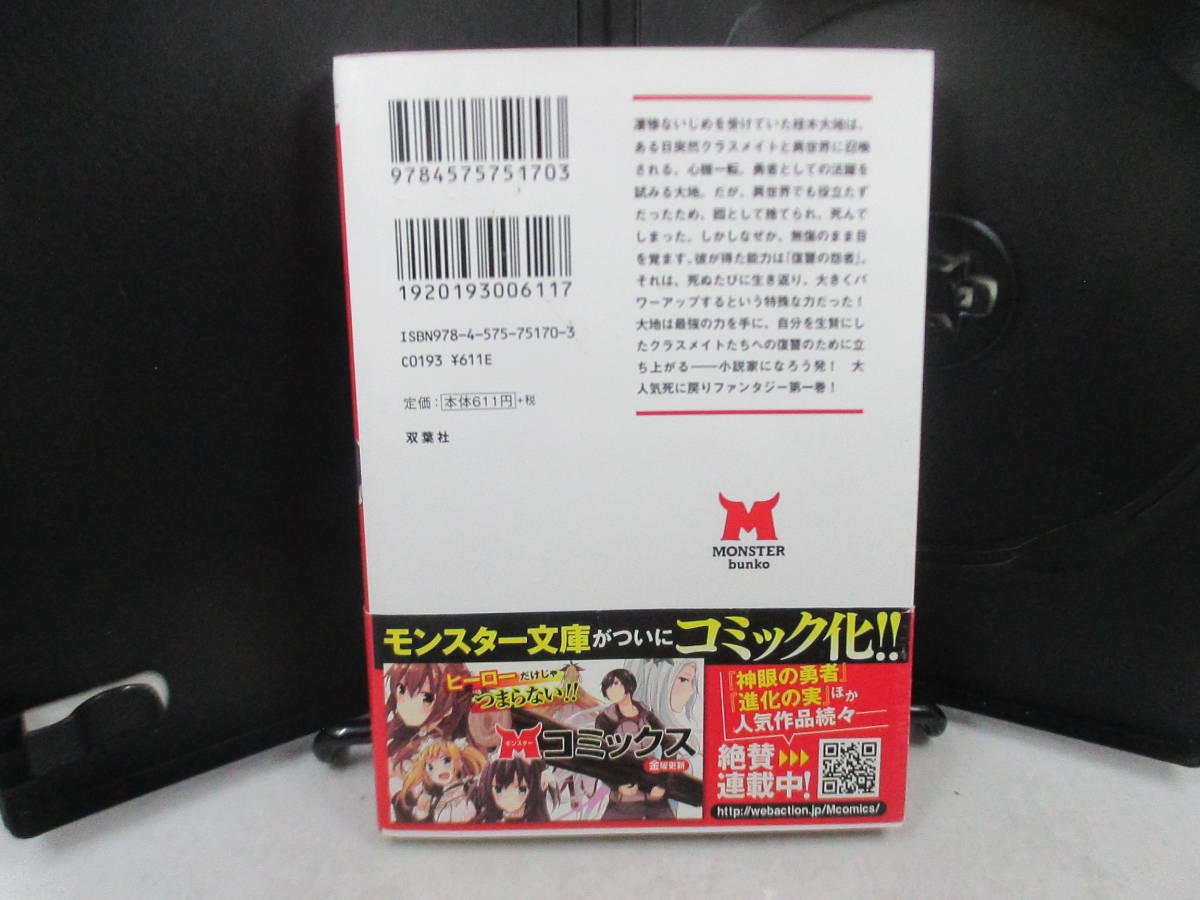 9784575751703
1920193006117
ISBN978-4-575-75170-3
C0193 ¥611E
定価：本体611円+税
双葉社
凄惨ないじめを受けていた桂木大地は、
ある日突然クラスメイトと異世界に召喚
される。心機一転、勇者としての活躍を
試みる大地。だが、異世界でも役立たず
だったため、囮として捨てられ、死んで
しまった。しかしなぜか、無傷のまま目
を覚ます。彼が得た能力は『復讐の怨者』。
それは、死ぬたびに生き返り、大きくパ
ワーアップするという特殊な力だった！
大地は最強の力を手に、自分を生贄にし
たクラスメイトたちへの復讐のために立
ち上がる――小説家になろう発！　大
人気死に戻りファンタジー第一巻！
M
MONSTER
bunko
モンスター文庫がついにコミック化!!
ヒーローだけじゃ
つまらない!!
モンスター
Mコミックス
金曜更新
『神眼の勇者』
『進化の実』ほか
人気作品続々
絶賛
連載中!
http://webaction.jp/Mcomics/